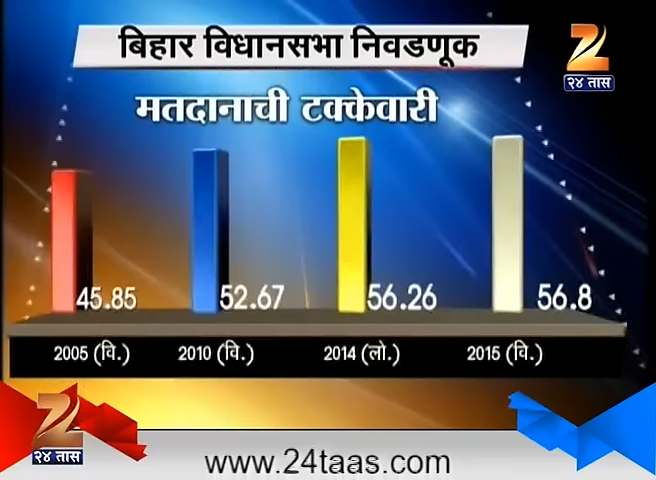 बिहार विधानसभा निवडणूक
२४ तास
मतदानाची टक्केवारी
45.85 52.67 56.26 56.8
2005 (वि.) 2010 (वि.) 2014 (लो.) 2015 (वि.)
२४ तास
www.24taas.com